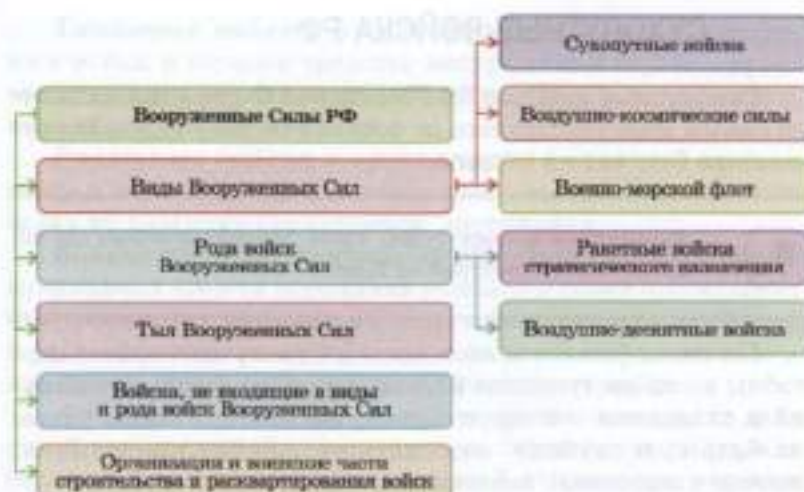 Вооруженные Силы РФ
Виды Вооруженных Сил
Рода войск
Вооруженных Сил
Тыл Вооруженных Сил
Войска, не входящие в виды
и рода войск Вооруженных Сил
Организации и воинские части
строительства и расквартирования войск
Сухопутные войска
Воздушно-космические силы
Военно-морской флот
Ракетные войска
стратегического назначения
Воздушно-десантные войска